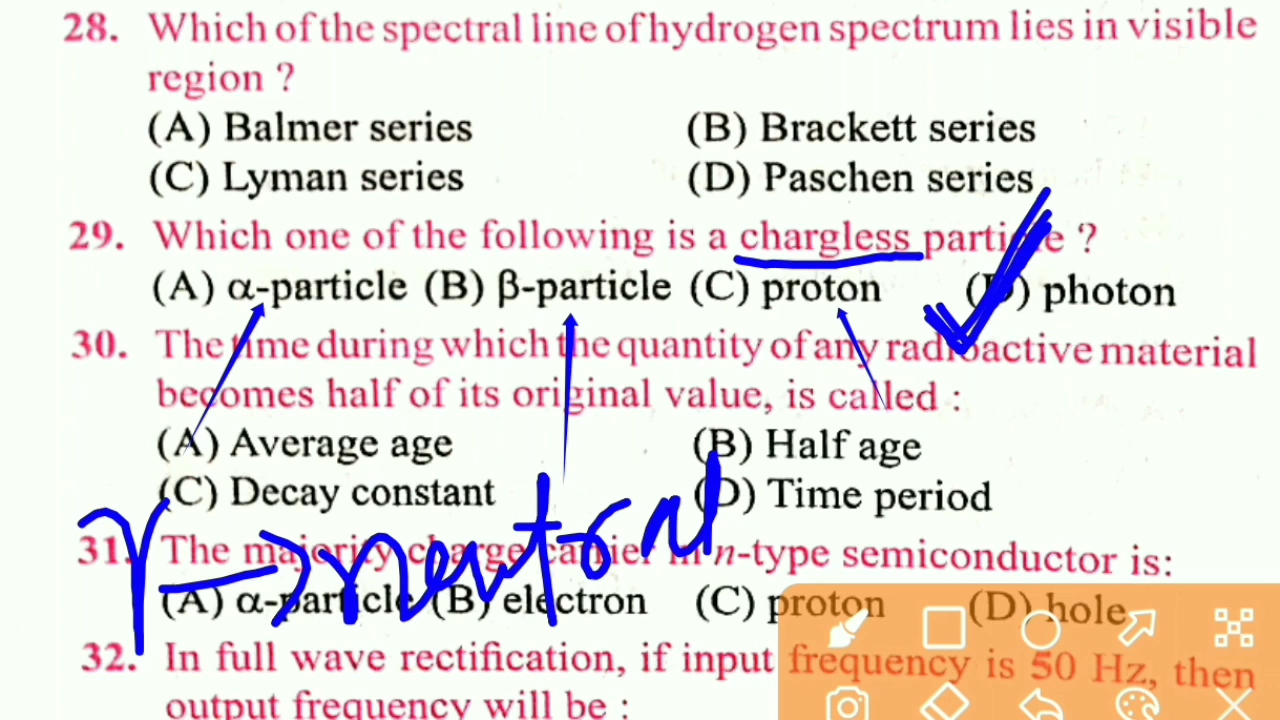 28. Which of the spectral line of hydrogen spectrum lies in visible
region ?
(A) Balmer series (B) Brackett series
(C) Lyman series (D) Paschen series
29. Which one of the following is a chargless particle ?
(A) α-particle (B) β-particle (C) proton (D) photon
30. The time during which the quantity of any radioactive material
becomes half of its original value, is called :
(A) Average age (B) Half age
(C) Decay constant (D) Time period
γ → neutral
31. The majority charge carrier in n-type semiconductor is:
(A) α-particle (B) electron (C) proton (D) hole
32. In full wave rectification, if input frequency is 50 Hz, then
output frequency will be :